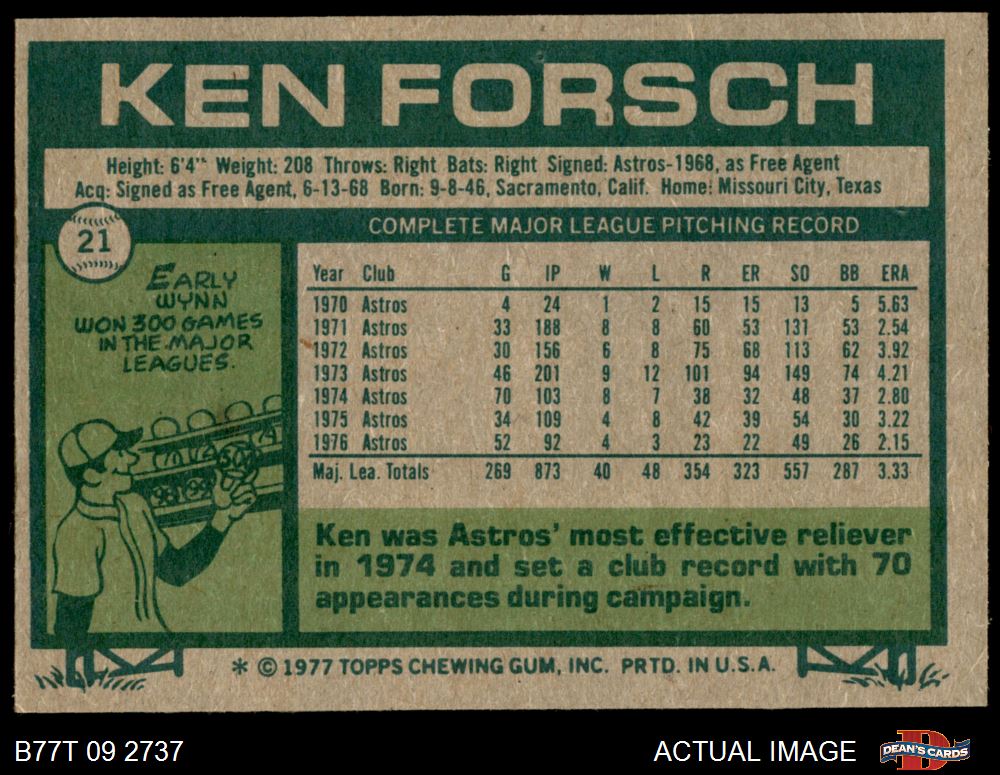 KEN FORSCH
Height: 6'4" Weight: 208 Throws: Right Bats: Right Signed: Astros-1968, as Free Agent
Acq: Signed as Free Agent, 6-13-68 Born: 9-8-46, Sacramento, Calif. Home: Missouri City, Texas
21
COMPLETE MAJOR LEAGUE PITCHING RECORD
EARLY
WYNN
WON 300 GAMES
IN THE MAJOR
LEAGUES.
Year Club G IP W L R ER SO BB ERA
1970 Astros 4 24 1 2 15 15 13 5 5.63
1971 Astros 33 188 8 8 60 53 131 53 2.54
1972 Astros 30 156 6 8 75 68 113 62 3.92
1973 Astros 46 201 9 12 101 94 149 74 4.21
1974 Astros 70 103 8 7 38 32 48 37 2.80
1975 Astros 34 109 4 8 42 39 54 30 3.22
1976 Astros 52 92 4 3 23 22 49 26 2.15
Maj. Lea. Totals 269 873 40 48 354 323 557 287 3.33
Ken was Astros' most effective reliever
in 1974 and set a club record with 70
appearances during campaign.
* © 1977 TOPPS CHEWING GUM, INC. PRTD. IN U.S.A.
B77T 09 2737
ACTUAL IMAGE
DEAN'S CARDS